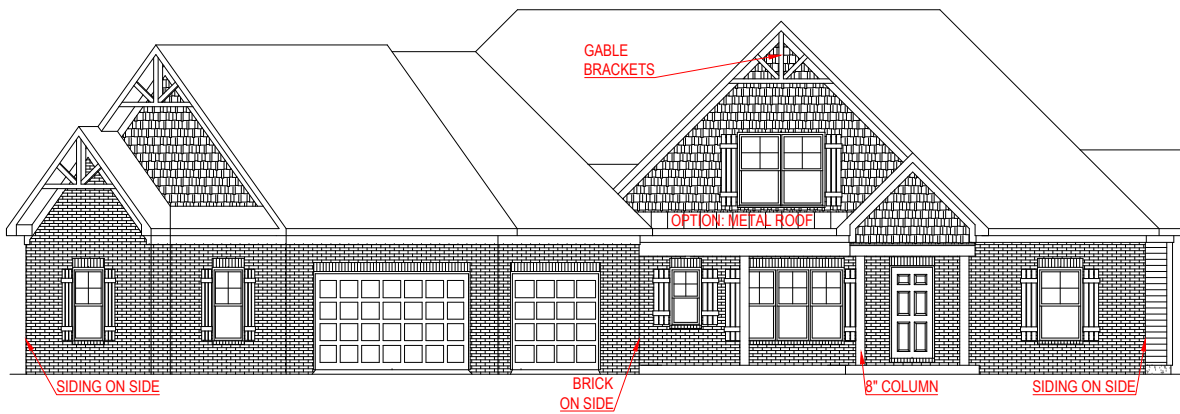 GABLE
BRACKETS
OPTION: METAL ROOF
SIDING ON SIDE
BRICK
ON SIDE
8" COLUMN
SIDING ON SIDE